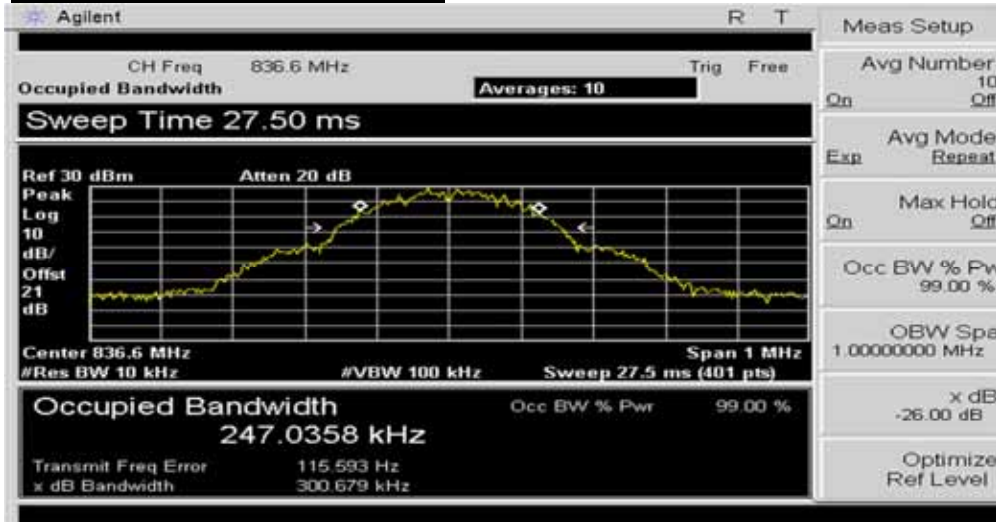 Agilent R T
Meas Setup
CH Freq 836.6 MHz Trig Free
Occupied Bandwidth Averages: 10
Avg Number
10
On Off
Sweep Time 27.50 ms
Avg Mode
Exp Repeat
Ref 30 dBm Atten 20 dB
Peak
Log
10
dB/
Offst
21
dB
Max Hold
On Off
Occ BW % Pw
99.00 %
OBW Spa
1.00000000 MHz
Center 836.6 MHz Span 1 MHz
#Res BW 10 kHz #VBW 100 kHz Sweep 27.5 ms (401 pts)
Occupied Bandwidth Occ BW % Pwr 99.00 %
247.0358 kHz
x dB
-26.00 dB
Transmit Freq Error 115.593 Hz
x dB Bandwidth 300.679 kHz
Optimize
Ref Level